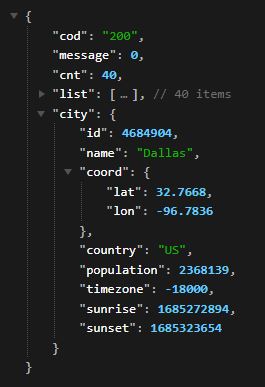 {
"cod": "200",
"message": 0,
"cnt": 40,
"list": […], // 40 items
"city": {
"id": 4684904,
"name": "Dallas",
"coord": {
"lat": 32.7668,
"lon": -96.7836
},
"country": "US",
"population": 2368139,
"timezone": -18000,
"sunrise": 1685272894,
"sunset": 1685323654
}
}